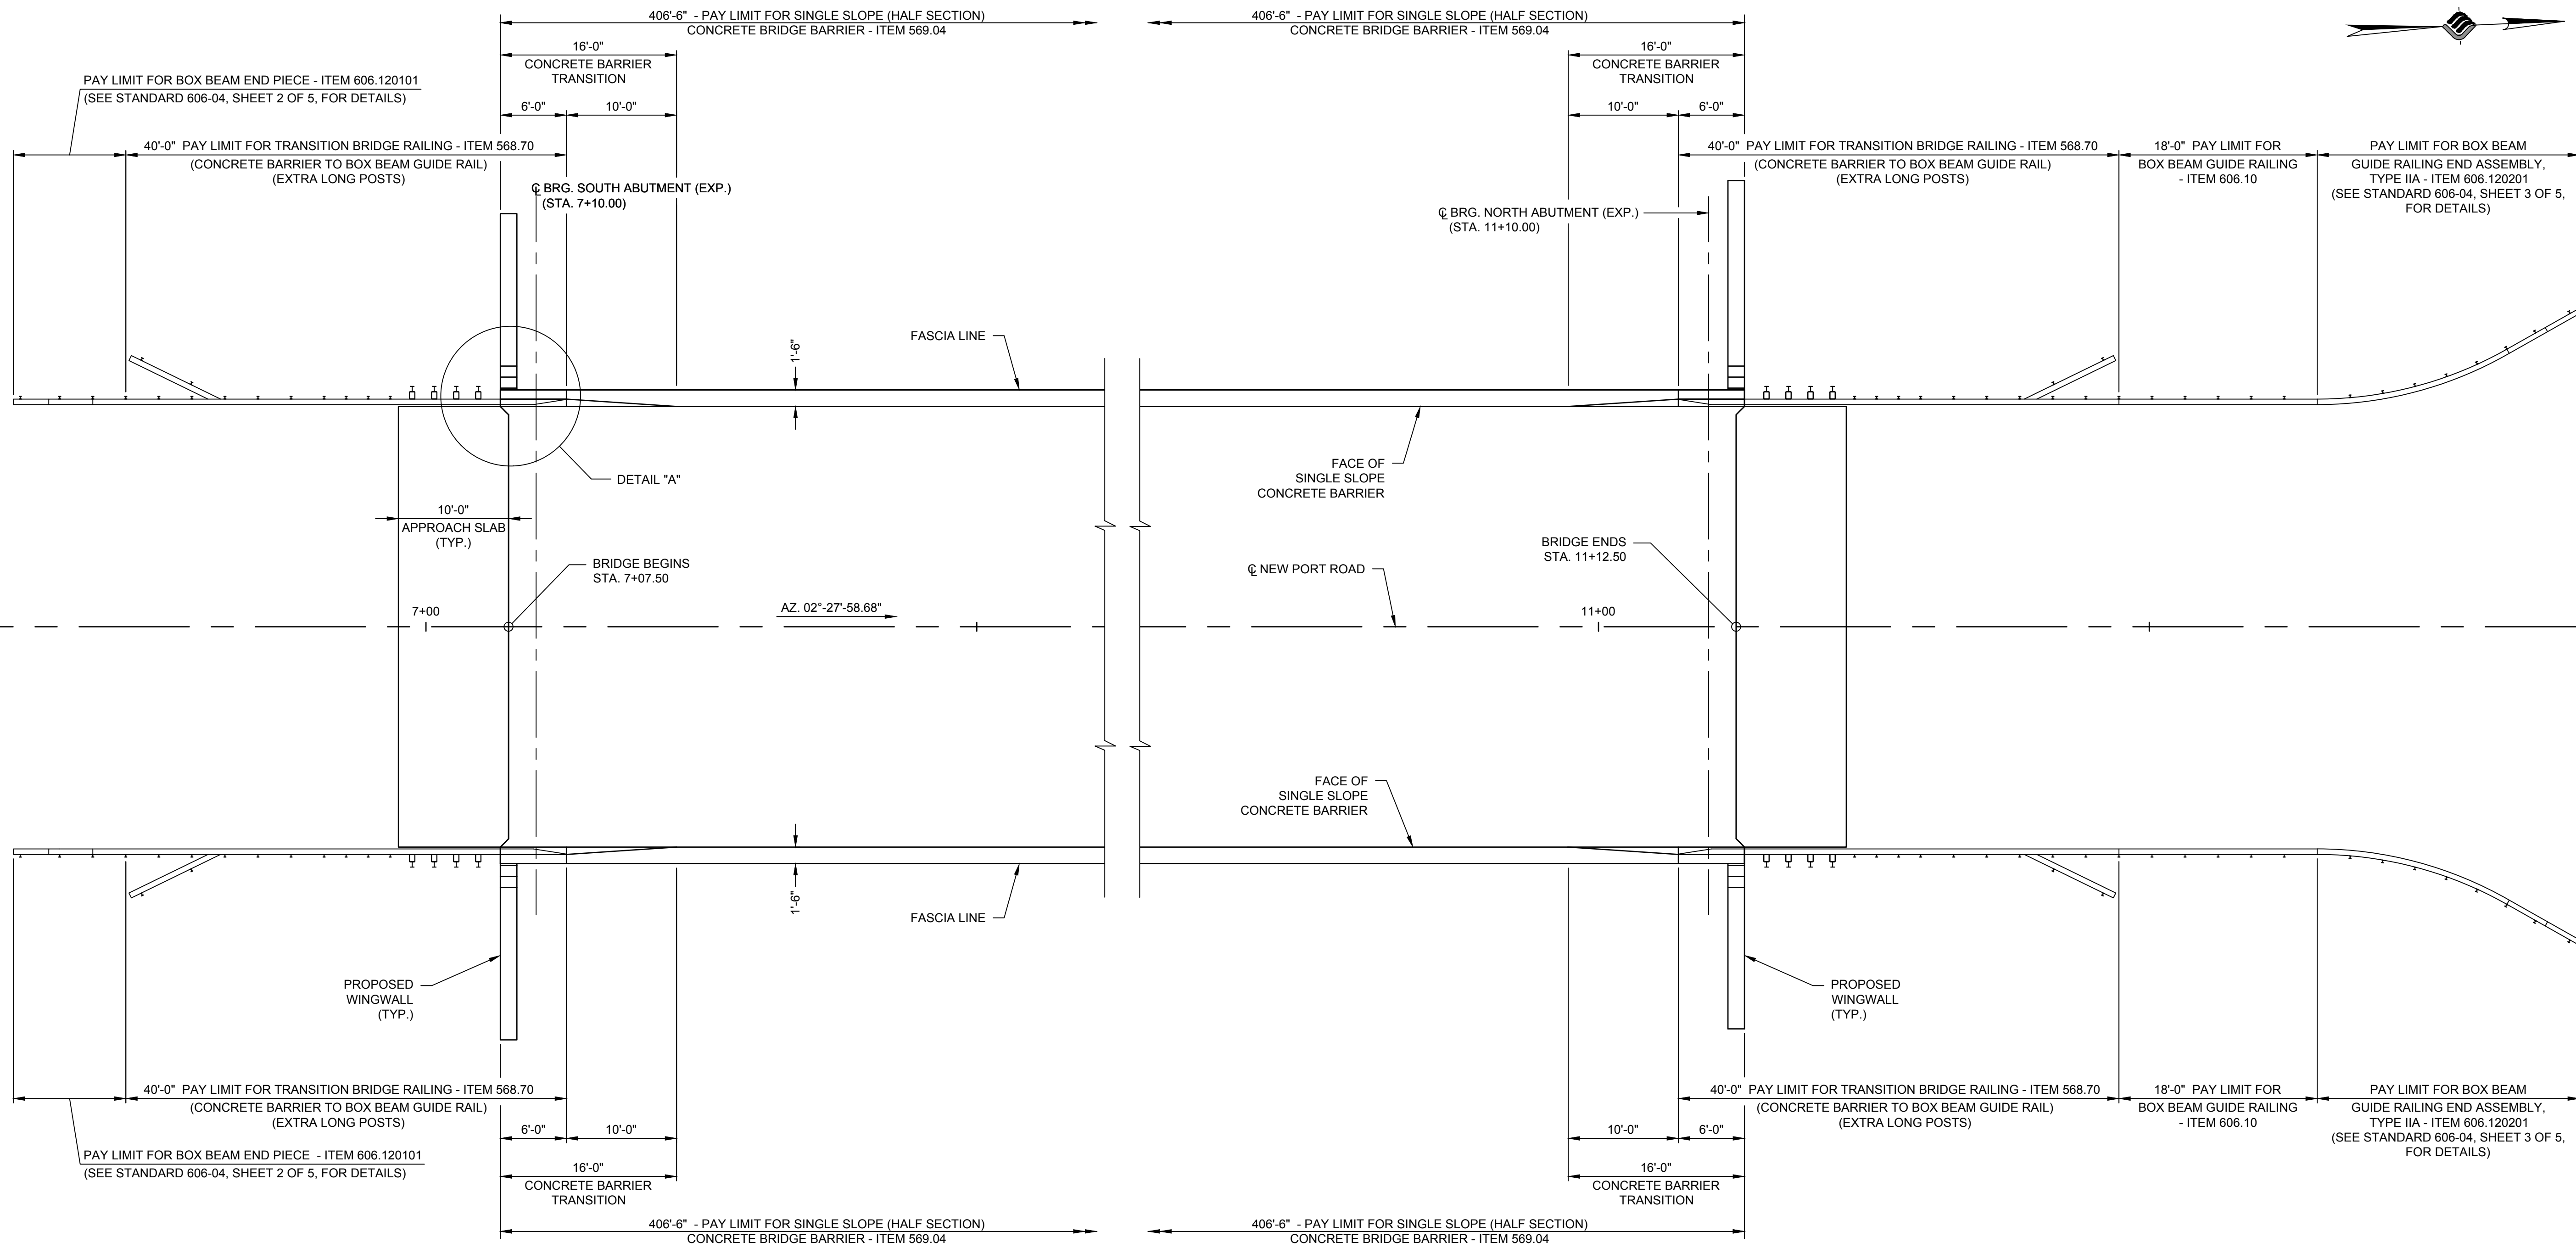 406'-6" - PAY LIMIT FOR SINGLE SLOPE (HALF SECTION)
CONCRETE BRIDGE BARRIER - ITEM 569.04
406'-6" - PAY LIMIT FOR SINGLE SLOPE (HALF SECTION)
CONCRETE BRIDGE BARRIER - ITEM 569.04
16'-0"
CONCRETE BARRIER
TRANSITION
16'-0"
CONCRETE BARRIER
TRANSITION
PAY LIMIT FOR BOX BEAM END PIECE - ITEM 606.120101
(SEE STANDARD 606-04, SHEET 2 OF 5, FOR DETAILS)
6'-0"
10'-0"
10'-0"
6'-0"
40'-0" PAY LIMIT FOR TRANSITION BRIDGE RAILING - ITEM 568.70
(CONCRETE BARRIER TO BOX BEAM GUIDE RAIL)
(EXTRA LONG POSTS)
40'-0" PAY LIMIT FOR TRANSITION BRIDGE RAILING - ITEM 568.70
(CONCRETE BARRIER TO BOX BEAM GUIDE RAIL)
(EXTRA LONG POSTS)
18'-0" PAY LIMIT FOR
BOX BEAM GUIDE RAILING
- ITEM 606.10
PAY LIMIT FOR BOX BEAM
GUIDE RAILING END ASSEMBLY,
TYPE IIA - ITEM 606.120201
(SEE STANDARD 606-04, SHEET 3 OF 5,
FOR DETAILS)
℄ BRG. SOUTH ABUTMENT (EXP.)
(STA. 7+10.00)
℄ BRG. NORTH ABUTMENT (EXP.)
(STA. 11+10.00)
FASCIA LINE
1'-6"
DETAIL "A"
FACE OF
SINGLE SLOPE
CONCRETE BARRIER
10'-0"
APPROACH SLAB
(TYP.)
BRIDGE BEGINS
STA. 7+07.50
BRIDGE ENDS
STA. 11+12.50
℄ NEW PORT ROAD
7+00
AZ. 02°-27'-58.68"
11+00
FACE OF
SINGLE SLOPE
CONCRETE BARRIER
1'-6"
FASCIA LINE
PROPOSED
WINGWALL
(TYP.)
PROPOSED
WINGWALL
(TYP.)
40'-0" PAY LIMIT FOR TRANSITION BRIDGE RAILING - ITEM 568.70
(CONCRETE BARRIER TO BOX BEAM GUIDE RAIL)
(EXTRA LONG POSTS)
40'-0" PAY LIMIT FOR TRANSITION BRIDGE RAILING - ITEM 568.70
(CONCRETE BARRIER TO BOX BEAM GUIDE RAIL)
(EXTRA LONG POSTS)
18'-0" PAY LIMIT FOR
BOX BEAM GUIDE RAILING
- ITEM 606.10
PAY LIMIT FOR BOX BEAM
GUIDE RAILING END ASSEMBLY,
TYPE IIA - ITEM 606.120201
(SEE STANDARD 606-04, SHEET 3 OF 5,
FOR DETAILS)
6'-0"
10'-0"
10'-0"
6'-0"
PAY LIMIT FOR BOX BEAM END PIECE - ITEM 606.120101
(SEE STANDARD 606-04, SHEET 2 OF 5, FOR DETAILS)
16'-0"
CONCRETE BARRIER
TRANSITION
16'-0"
CONCRETE BARRIER
TRANSITION
406'-6" - PAY LIMIT FOR SINGLE SLOPE (HALF SECTION)
CONCRETE BRIDGE BARRIER - ITEM 569.04
406'-6" - PAY LIMIT FOR SINGLE SLOPE (HALF SECTION)
CONCRETE BRIDGE BARRIER - ITEM 569.04